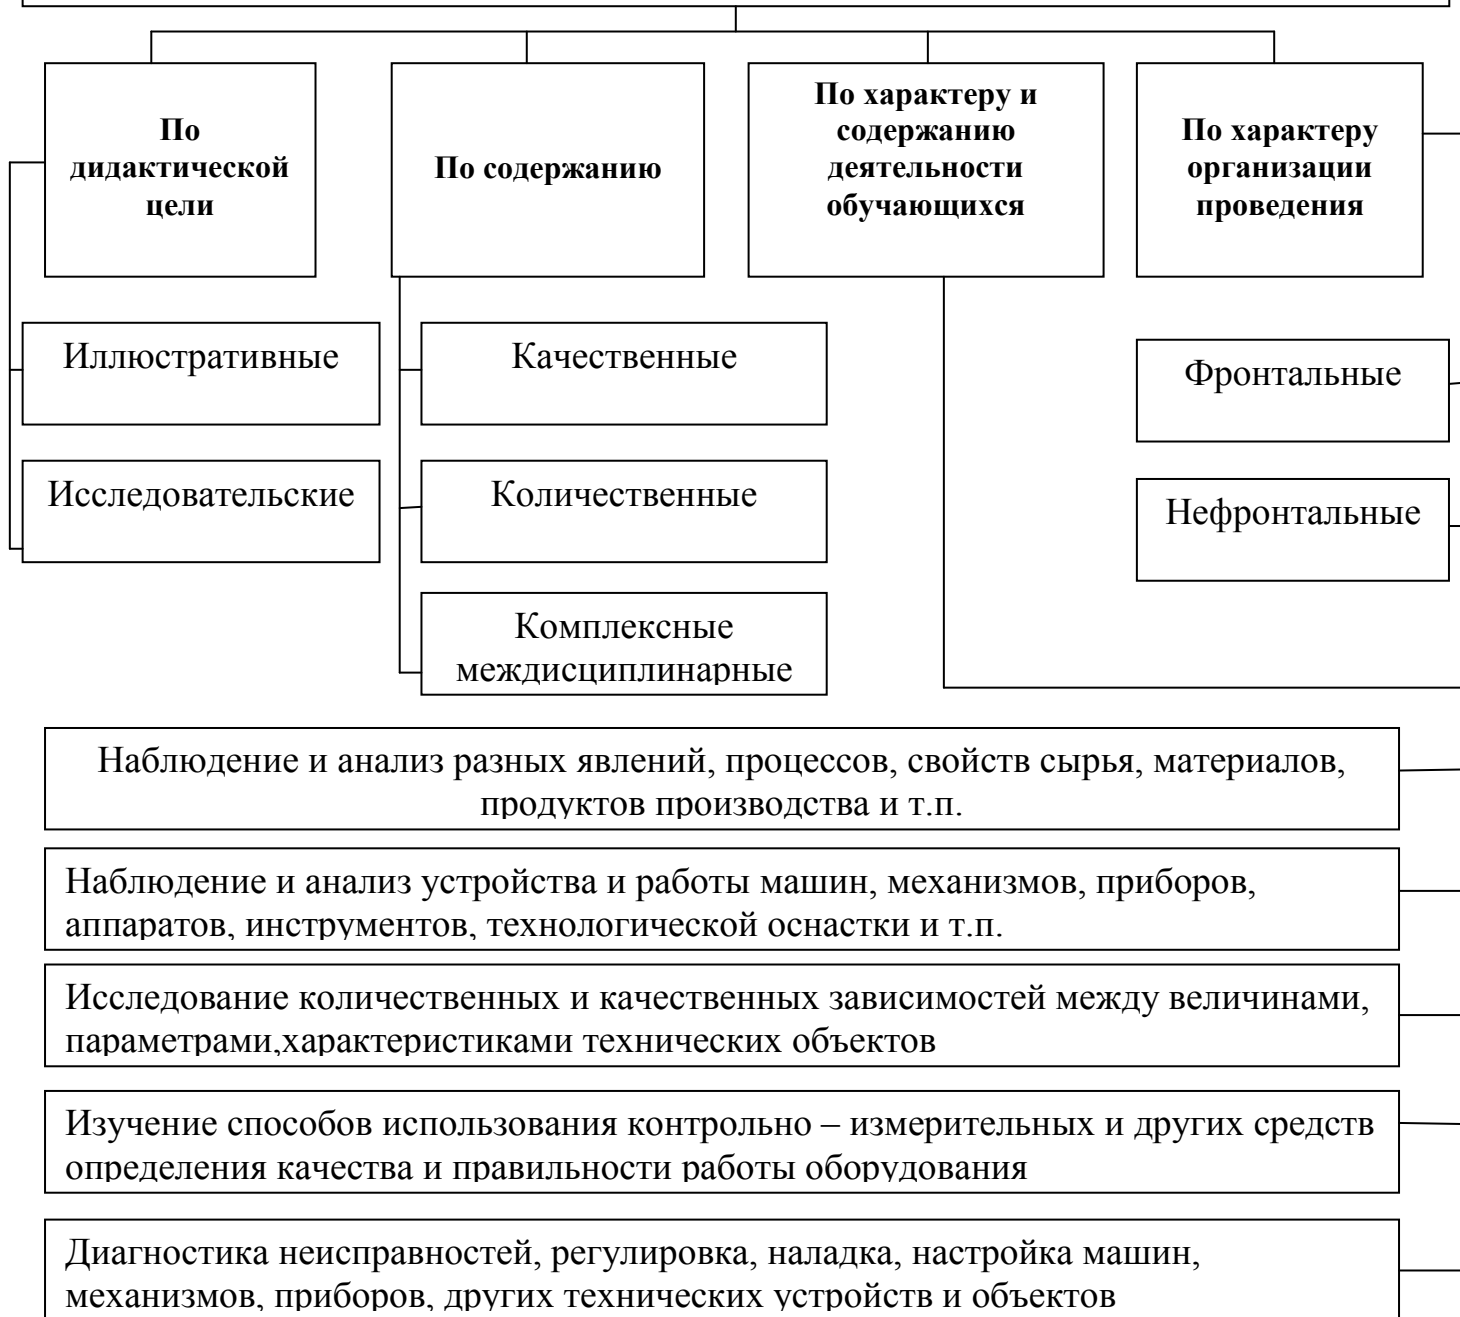 По
дидактической
цели
По содержанию
По характеру и
содержанию
деятельности
обучающихся
По характеру
организации
проведения
Иллюстративные
Исследовательские
Качественные
Количественные
Комплексные
междисциплинарные
Фронтальные
Нефронтальные
Наблюдение и анализ разных явлений, процессов, свойств сырья, материалов,
продуктов производства и т.п.
Наблюдение и анализ устройства и работы машин, механизмов, приборов,
аппаратов, инструментов, технологической оснастки и т.п.
Исследование количественных и качественных зависимостей между величинами,
параметрами,характеристиками технических объектов
Изучение способов использования контрольно – измерительных и других средств
определения качества и правильности работы оборудования
Диагностика неисправностей, регулировка, наладка, настройка машин,
механизмов, приборов, других технических устройств и объектов